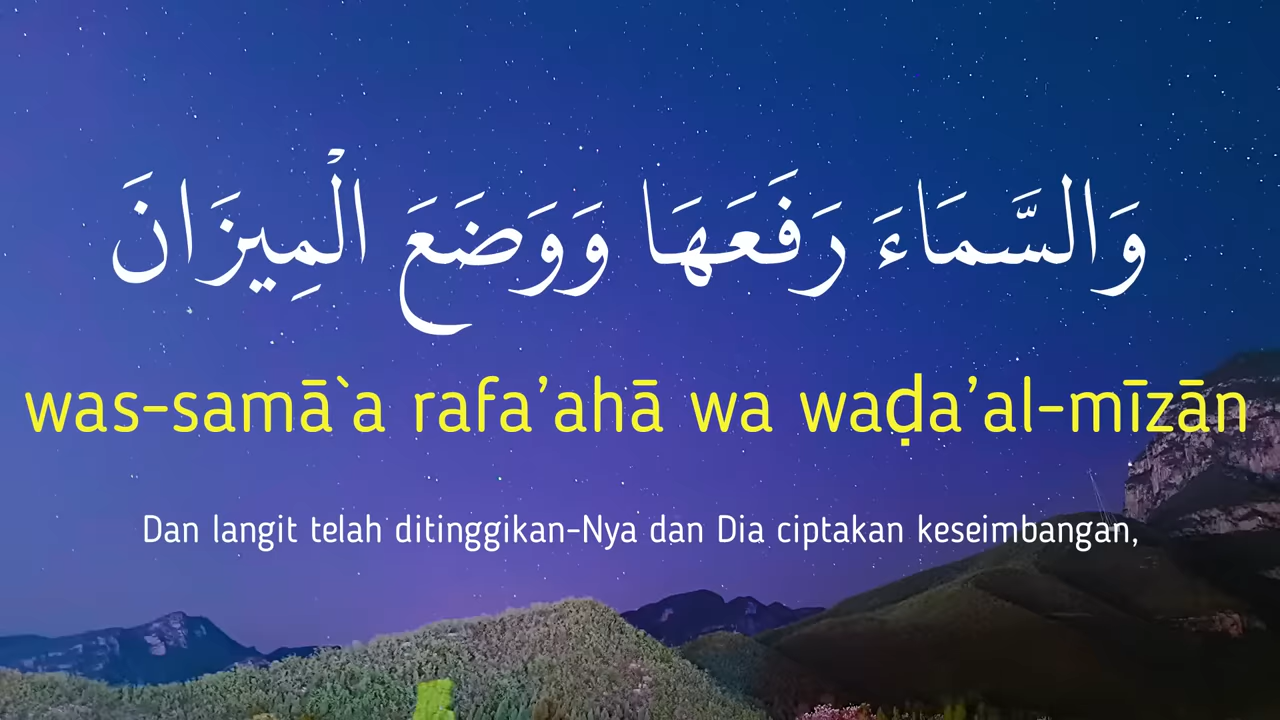 وَالسَّمَاءَ رَفَعَهَا وَوَضَعَ الْمِيزَانَ
was-samā`a rafa’ahā wa waḍa’al-mīzān
Dan langit telah ditinggikan-Nya dan Dia ciptakan keseimbangan,